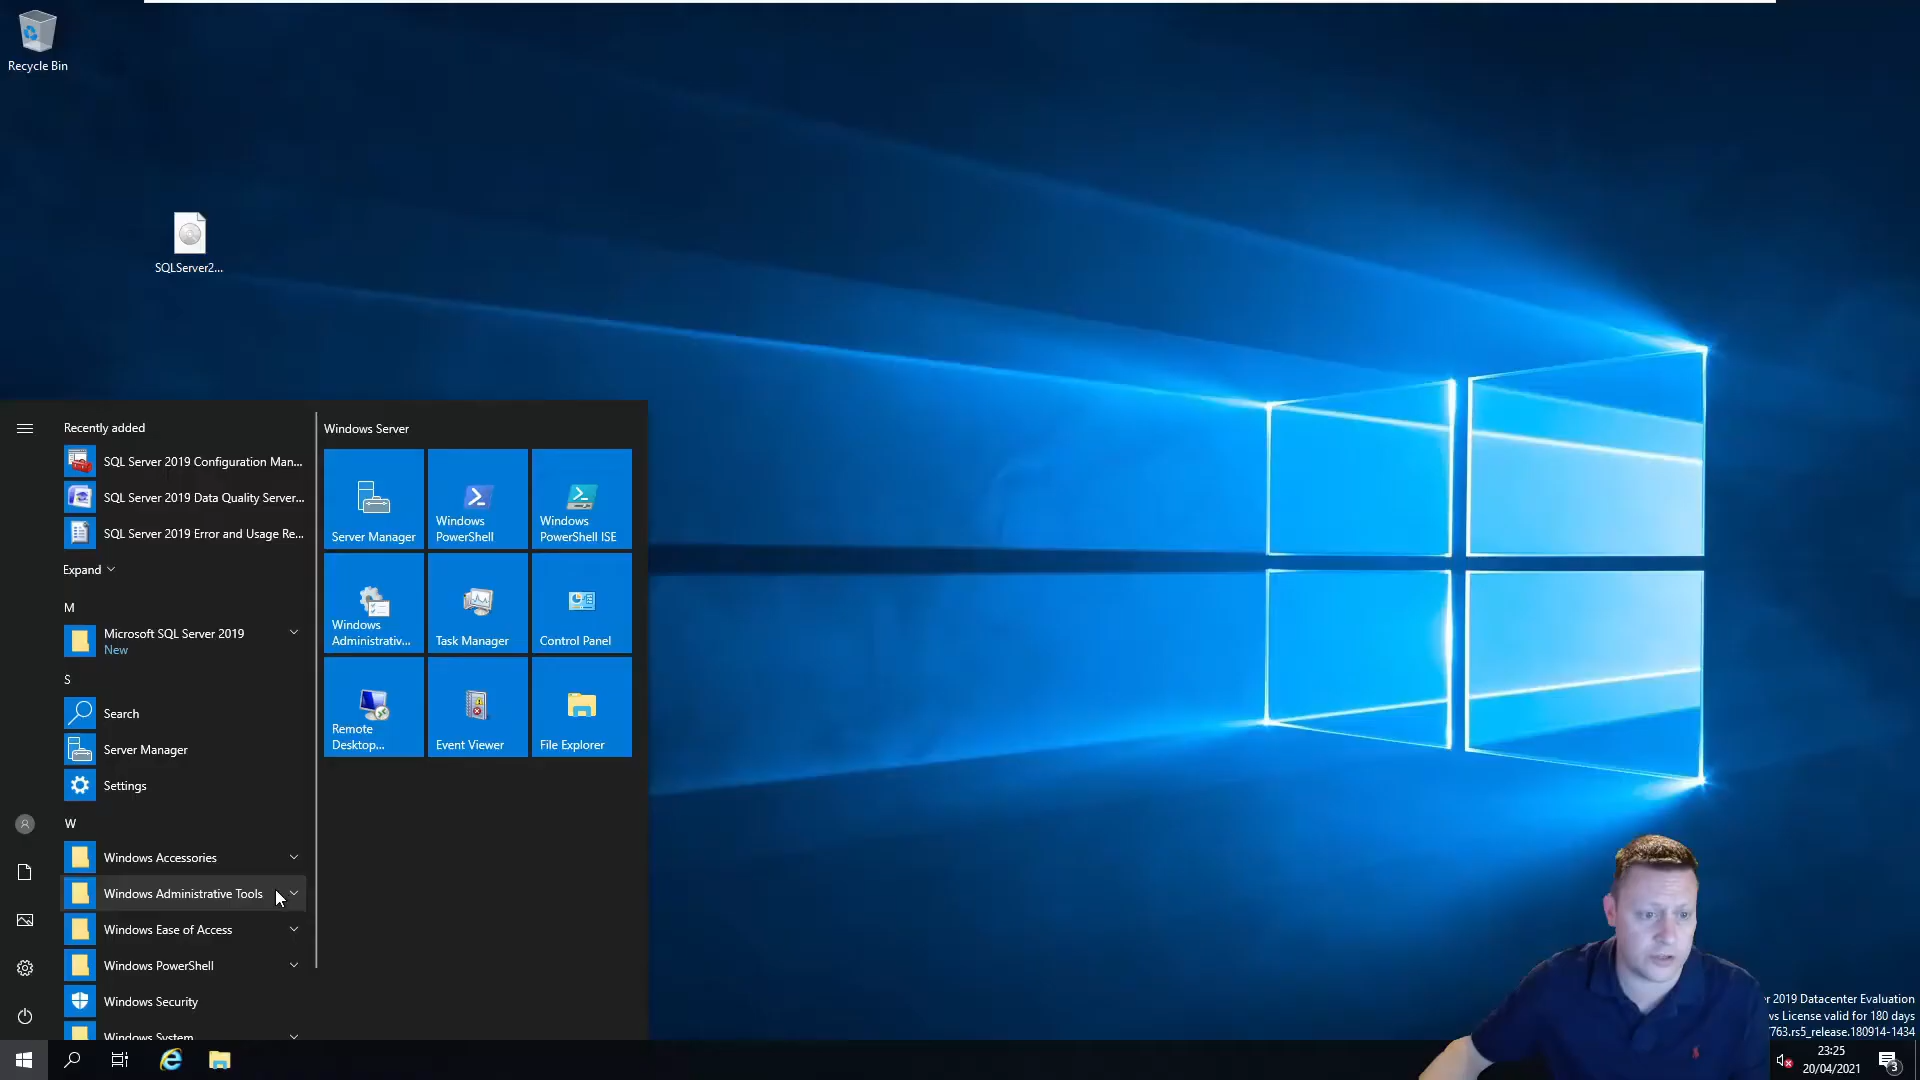 Recycle Bin
SQLServer2...
Recently added
SQL Server 2019 Configuration Man...
SQL Server 2019 Data Quality Server...
SQL Server 2019 Error and Usage Re...
Expand
M
Microsoft SQL Server 2019
New
S
Search
Server Manager
Settings
W
Windows Accessories
Windows Administrative Tools
Windows Ease of Access
Windows PowerShell
Windows Security
Windows System
Windows Server
Server Manager
Windows
PowerShell
Windows
PowerShell ISE
Windows
Administrativ...
Task Manager
Control Panel
Remote
Desktop...
Event Viewer
File Explorer
r 2019 Datacenter Evaluation
ws License valid for 180 days
7763.rs5_release.180914-1434
23:25
20/04/2021
3